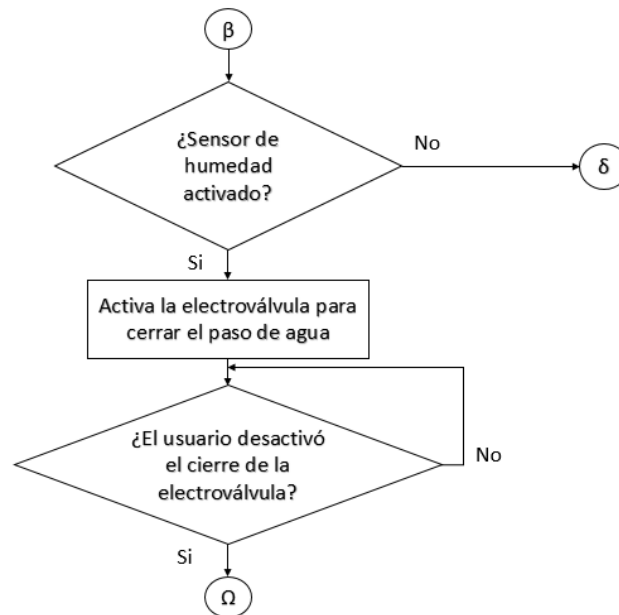 β
¿Sensor de
humedad
activado?
No
δ
Si
Activa la electroválvula para
cerrar el paso de agua
¿El usuario desactivó
el cierre de la
electroválvula?
No
Si
Ω